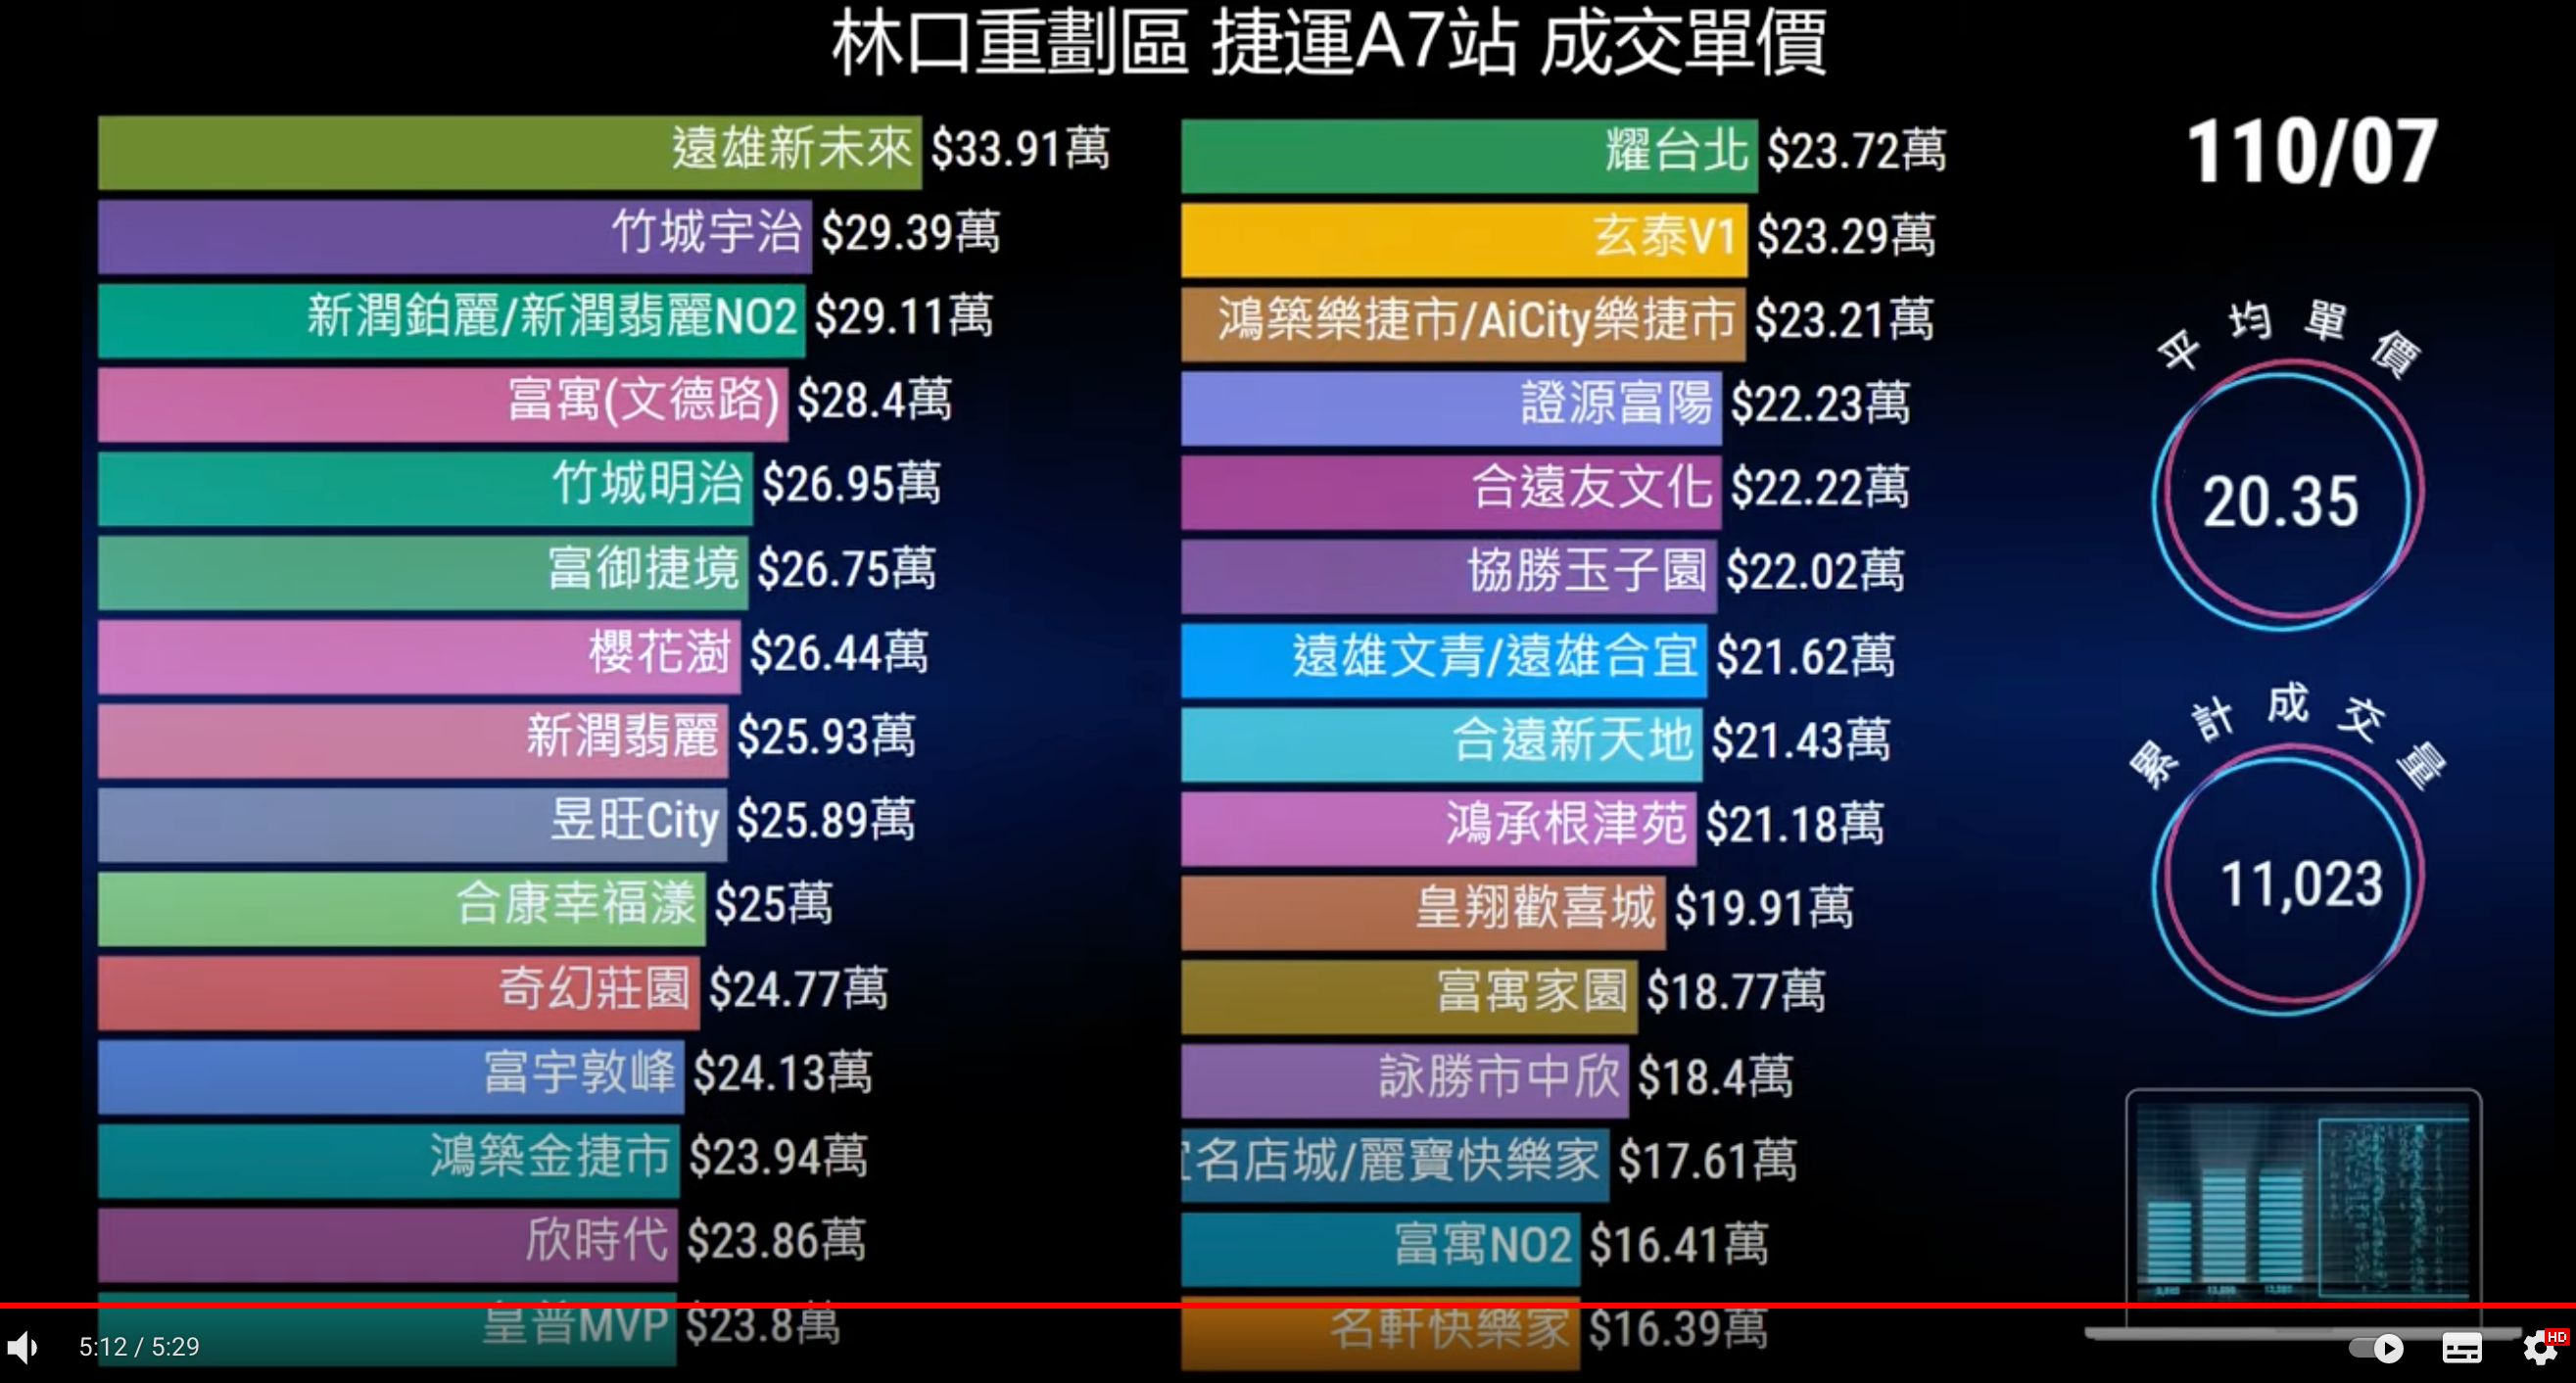 林口重劃區 捷運A7站 成交單價
遠雄新未來 $33.91萬
竹城宇治 $29.39萬
新潤鉑麗/新潤翡麗NO2 $29.11萬
富寓(文德路) $28.4萬
竹城明治 $26.95萬
富御捷境 $26.75萬
櫻花澍 $26.44萬
新潤翡麗 $25.93萬
昱旺City $25.89萬
合康幸福漾 $25萬
奇幻莊園 $24.77萬
富宇敦峰 $24.13萬
鴻築金捷市 $23.94萬
欣時代 $23.86萬
皇普MVP $23.8萬
耀台北 $23.72萬
玄泰V1 $23.29萬
鴻築樂捷市/AiCity樂捷市 $23.21萬
證源富陽 $22.23萬
合遠友文化 $22.22萬
協勝玉子園 $22.02萬
遠雄文青/遠雄合宜 $21.62萬
合遠新天地 $21.43萬
鴻承根津苑 $21.18萬
皇翔歡喜城 $19.91萬
富寓家園 $18.77萬
詠勝市中欣 $18.4萬
名店城/麗寶快樂家 $17.61萬
富寓NO2 $16.41萬
名軒快樂家 $16.39萬
110/07
平均單價
20.35
累計成交量
11,023
5:12 / 5:29
HD